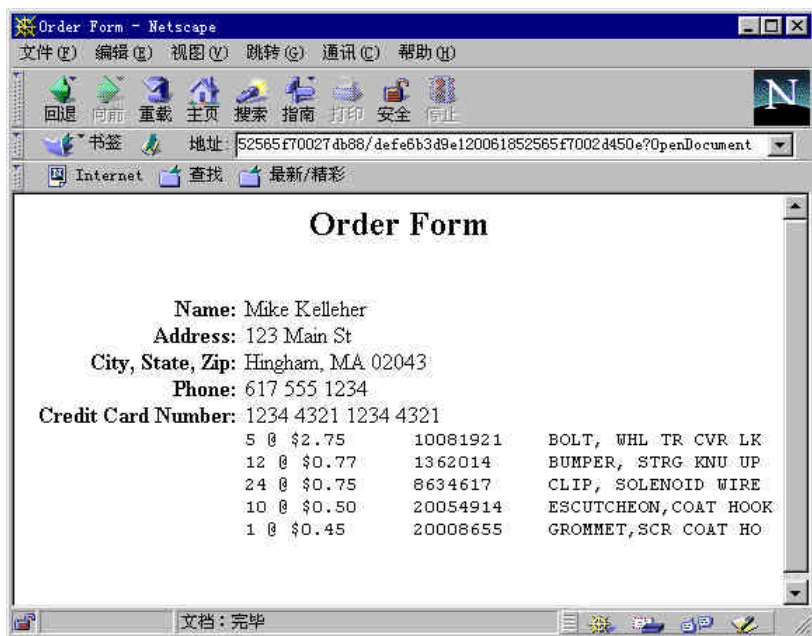 Order Form - Netscape
文件(F) 编辑(E) 视图(V) 跳转(G) 通讯(C) 帮助(H)
回退 向前 重载 主页 搜索 指南 打印 安全 停止
N
书签 地址: 52565f70027db88/defe6b3d9e120061852565f7002d450e?OpenDocument
Internet 查找 最新/精彩
Order Form
Name: Mike Kelleher
Address: 123 Main St
City, State, Zip: Hingham, MA 02043
Phone: 617 555 1234
Credit Card Number: 1234 4321 1234 4321
5 @ $2.75 10081921 BOLT, WHL TR CVR LK
12 @ $0.77 1362014 BUMPER, STRG KNU UP
24 @ $0.75 8634617 CLIP, SOLENOID WIRE
10 @ $0.50 20054914 ESCUTCHEON,COAT HOOK
1 @ $0.45 20008655 GROMMET,SCR COAT HO
文档:完毕